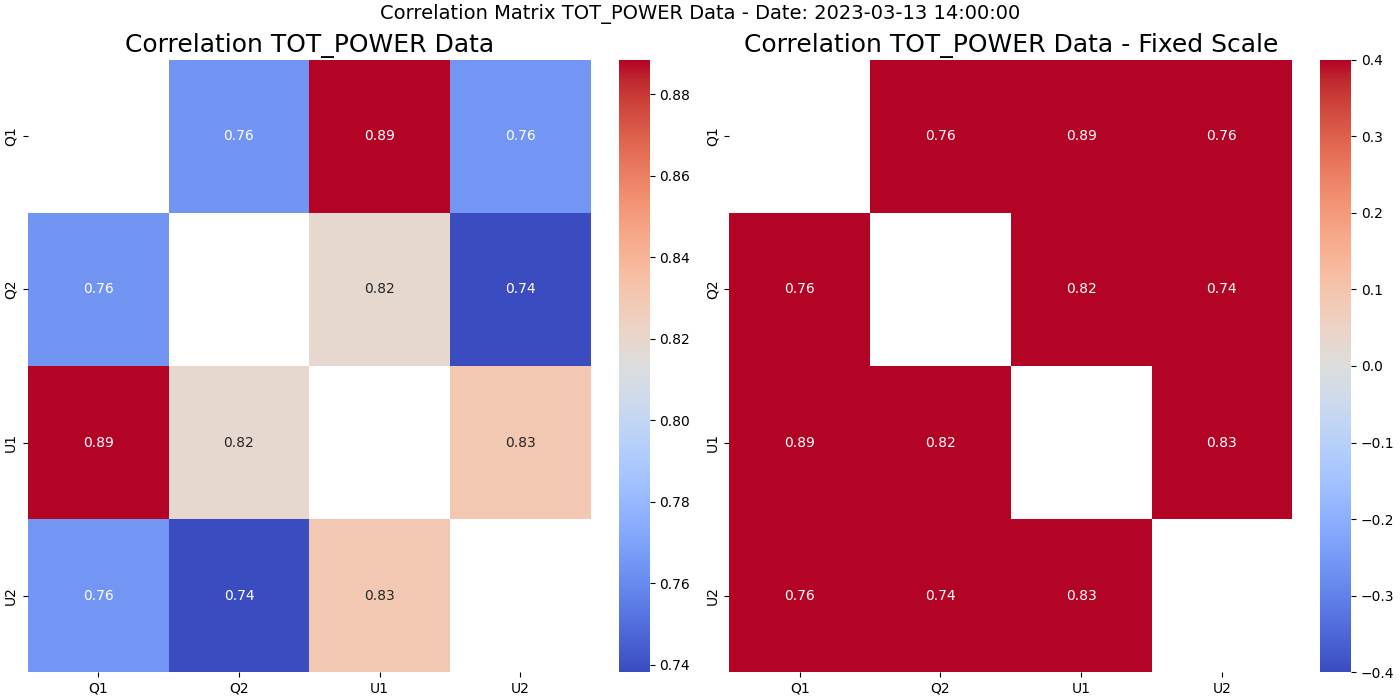 Correlation Matrix TOT_POWER Data - Date: 2023-03-13 14:00:00
Correlation TOT_POWER Data
Q1
0.76
0.89
0.76
Q2
0.76
0.82
0.74
U1
0.89
0.82
0.83
U2
0.76
0.74
0.83
Q1
Q2
U1
U2
0.88
0.86
0.84
0.82
0.80
0.78
0.76
0.74
Correlation TOT_POWER Data - Fixed Scale
Q1
0.76
0.89
0.76
Q2
0.76
0.82
0.74
U1
0.89
0.82
0.83
U2
0.76
0.74
0.83
Q1
Q2
U1
U2
0.4
0.3
0.2
0.1
0.0
−0.1
−0.2
−0.3
−0.4